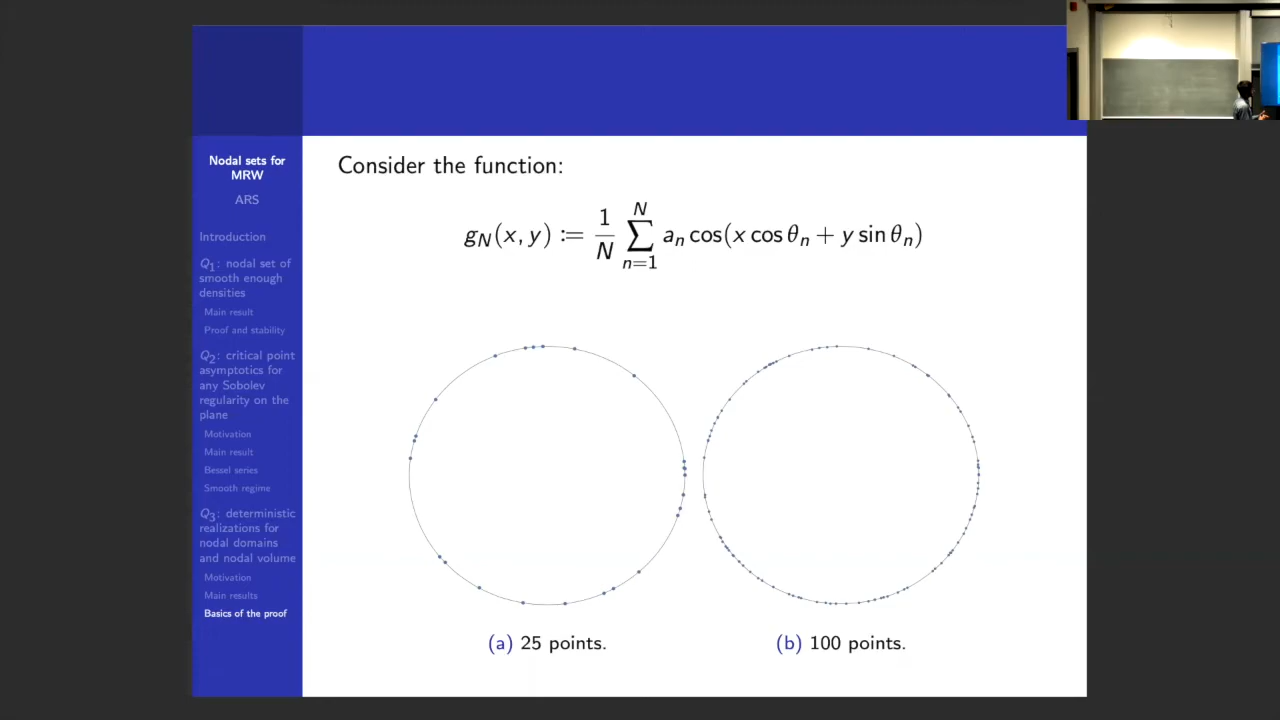 Nodal sets for
MRW
ARS
Introduction
Q1: nodal set of
smooth enough
densities
Main result
Proof and stability
Q2: critical point
asymptotics for
any Sobolev
regularity on the
plane
Motivation
Main result
Bessel series
Smooth regime
Q3: deterministic
realizations for
nodal domains
and nodal volume
Motivation
Main results
Basics of the proof
Consider the function:
g_N(x, y) := \frac{1}{N} \sum_{n=1}^{N} a_n cos(x cos θ_n + y sin θ_n)
(a) 25 points.
(b) 100 points.